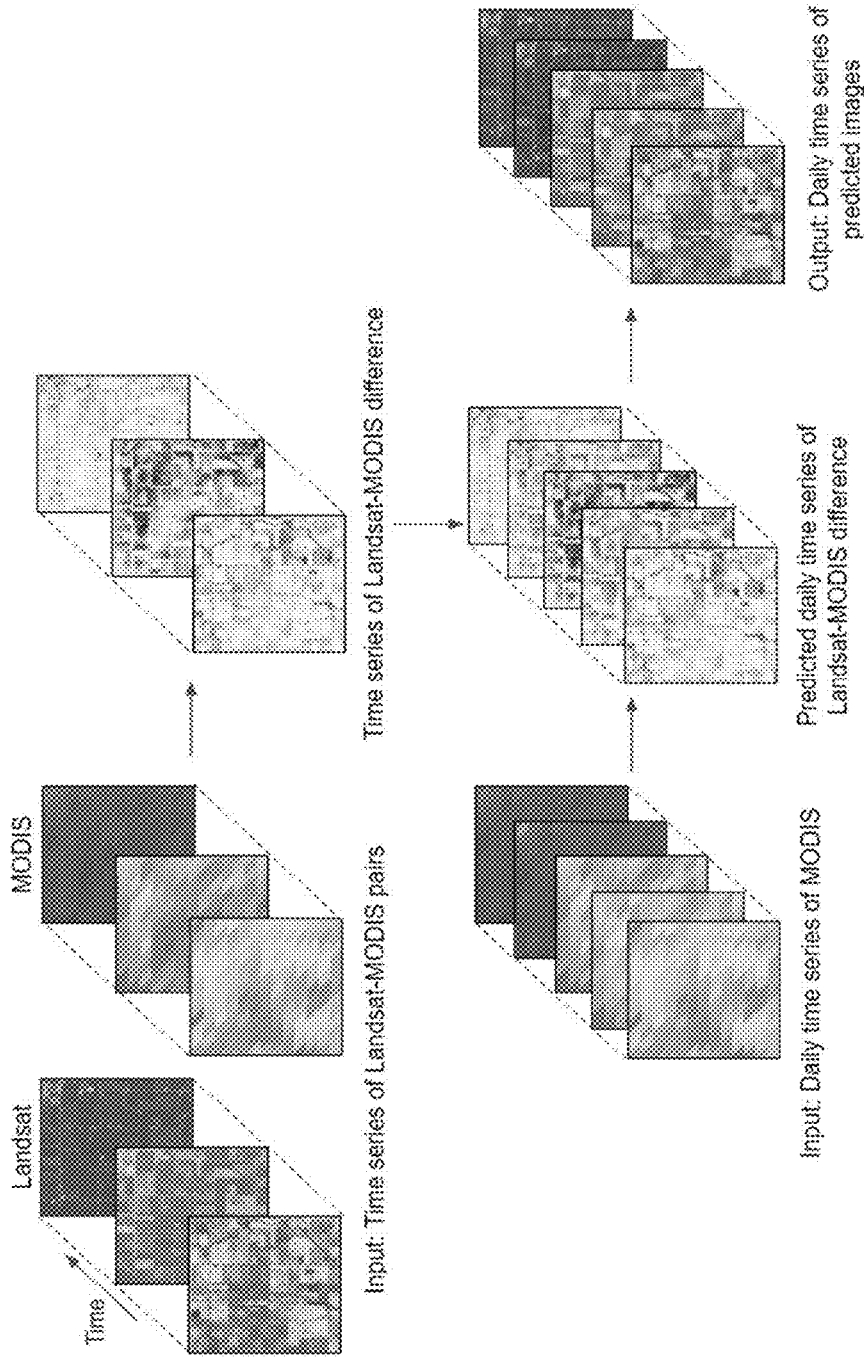 Landsat
MODIS
Time
Input: Time series of Landsat-MODIS pairs
Time series of Landsat-MODIS difference
Input: Daily time series of MODIS
Predicted daily time series of
Landsat-MODIS difference
Output: Daily time series of
predicted images